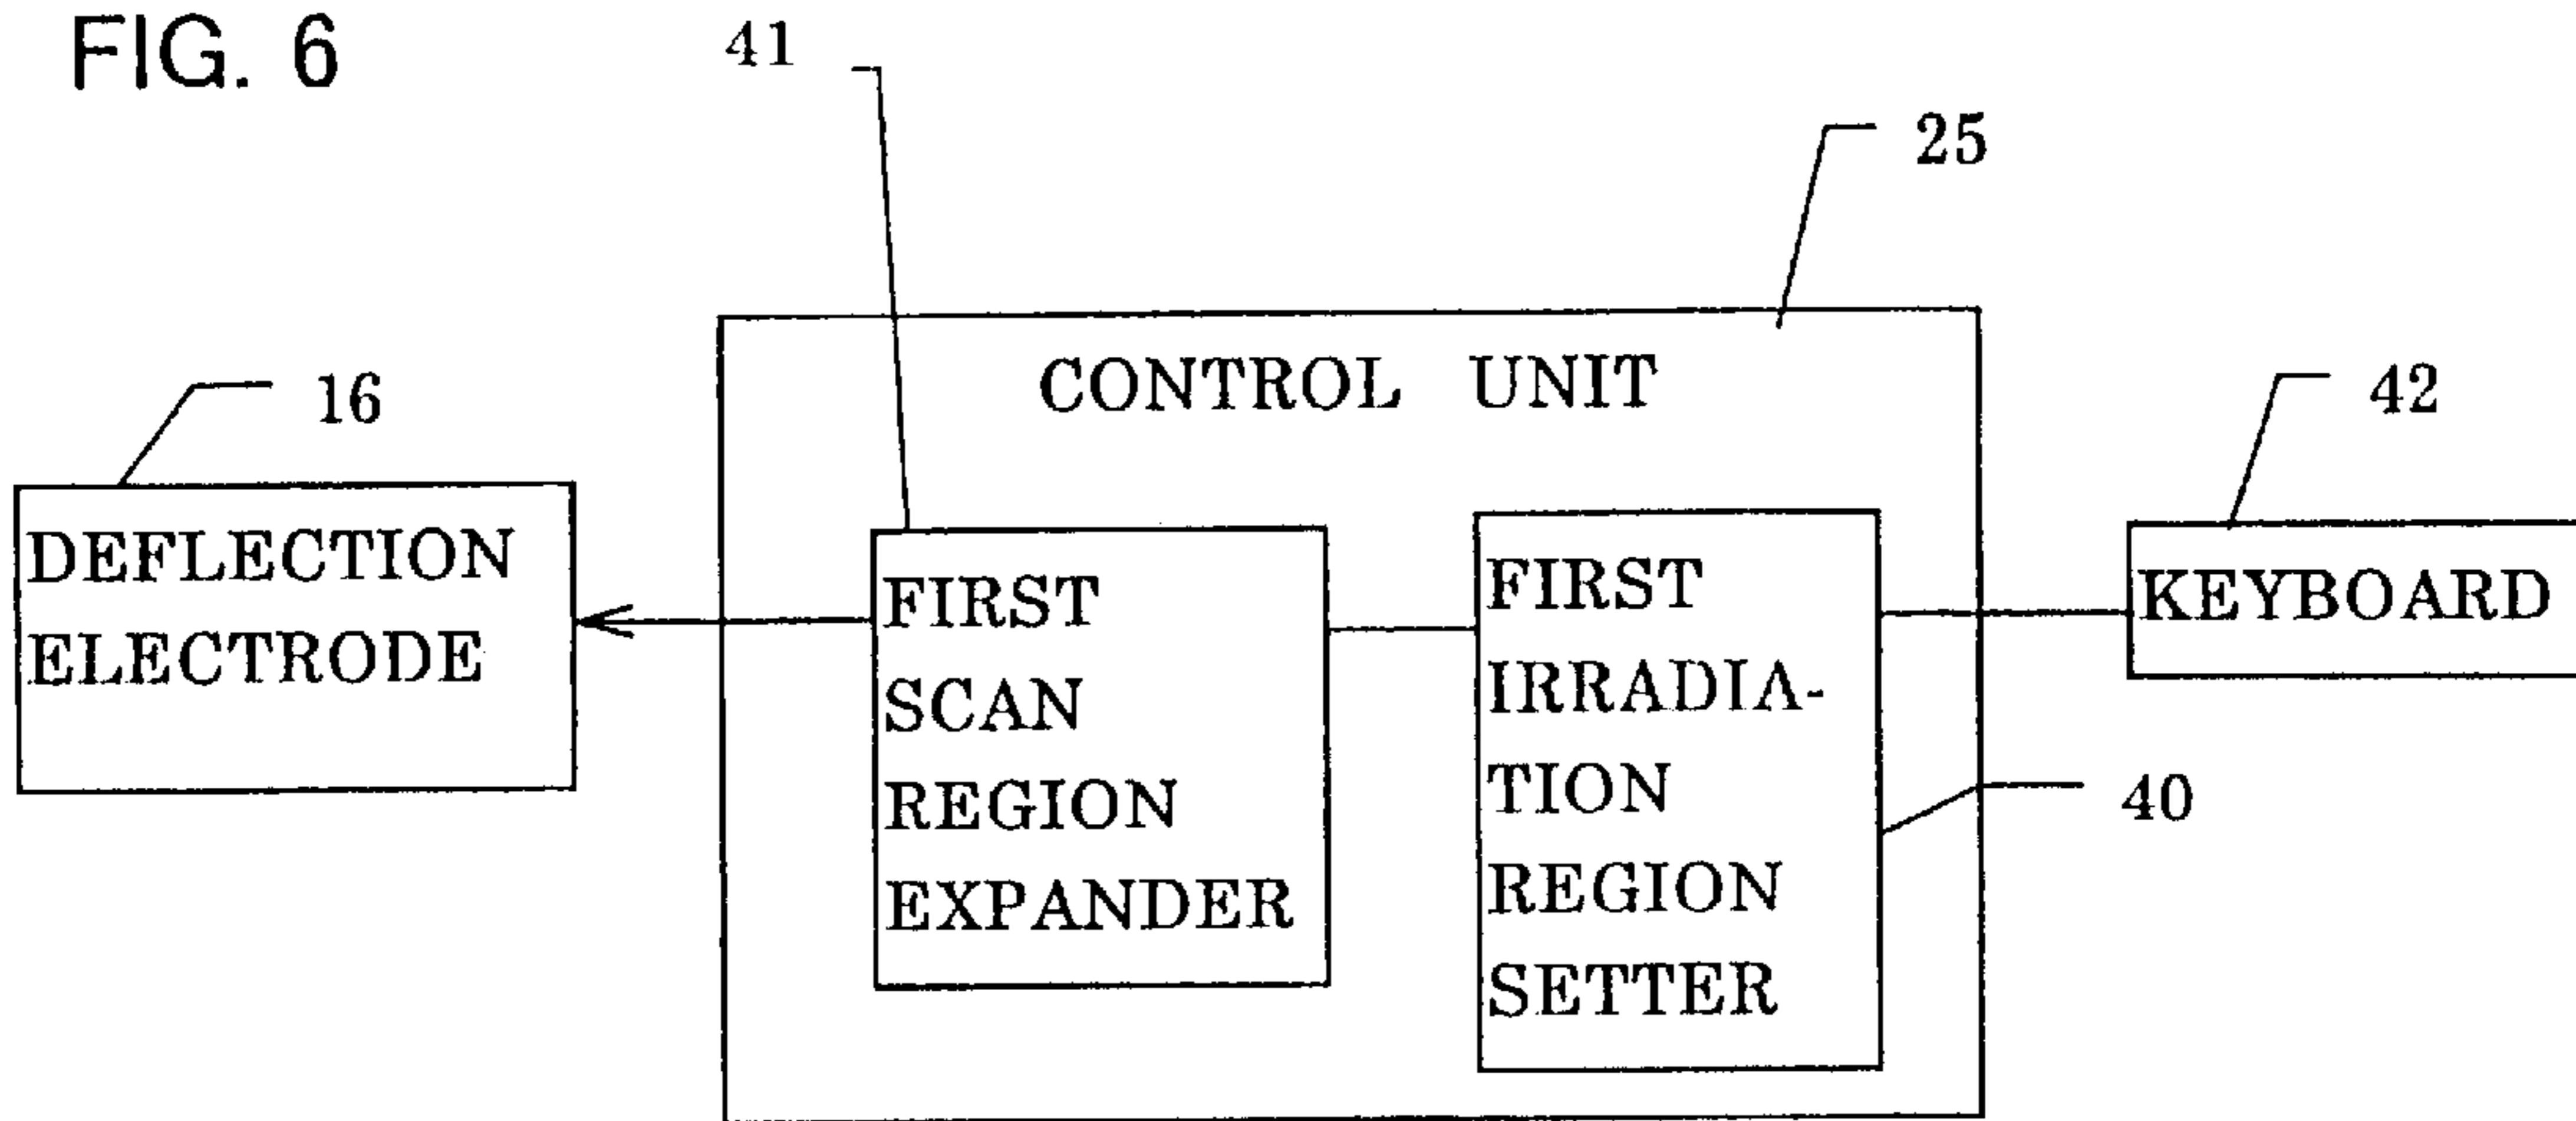 FIG. 6
41
25
CONTROL UNIT
16
42
DEFLECTION
ELECTRODE
FIRST
SCAN
REGION
EXPANDER
FIRST
IRRADIA-
TION
REGION
SETTER
KEYBOARD
40